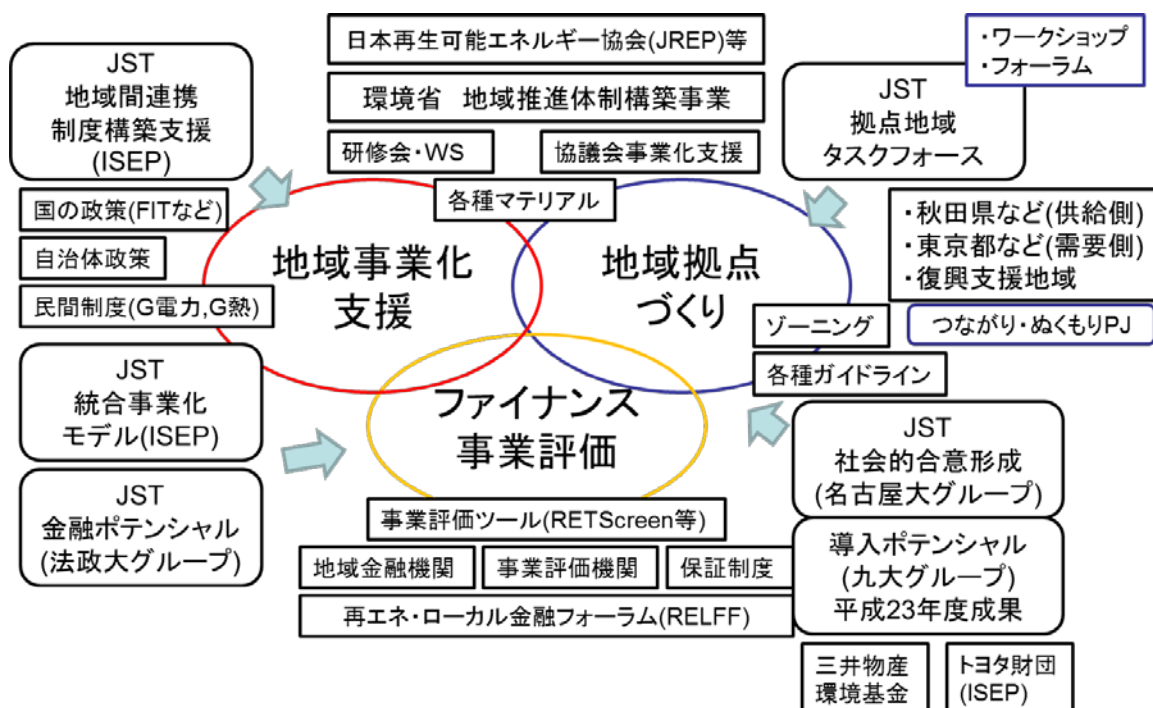 日本再生可能エネルギー協会(JREP)等
環境省 地域推進体制構築事業
研修会・WS
協議会事業化支援
各種マテリアル
JST
地域間連携
制度構築支援
(ISEP)
国の政策(FITなど)
自治体政策
民間制度(G電力,G熱)
JST
統合事業化
モデル(ISEP)
JST
金融ポテンシャル
(法政大グループ)
地域事業化
支援
地域拠点
づくり
ファイナンス
事業評価
・ワークショップ
・フォーラム
JST
拠点地域
タスクフォース
・秋田県など(供給側)
・東京都など(需要側)
・復興支援地域
つながり・ぬくもりPJ
ゾーニング
各種ガイドライン
JST
社会的合意形成
(名古屋大グループ)
導入ポテンシャル
(九大グループ)
平成23年度成果
事業評価ツール(RETScreen等)
地域金融機関
事業評価機関
保証制度
再エネ・ローカル金融フォーラム(RELFF)
三井物産
環境基金
トヨタ財団
(ISEP)